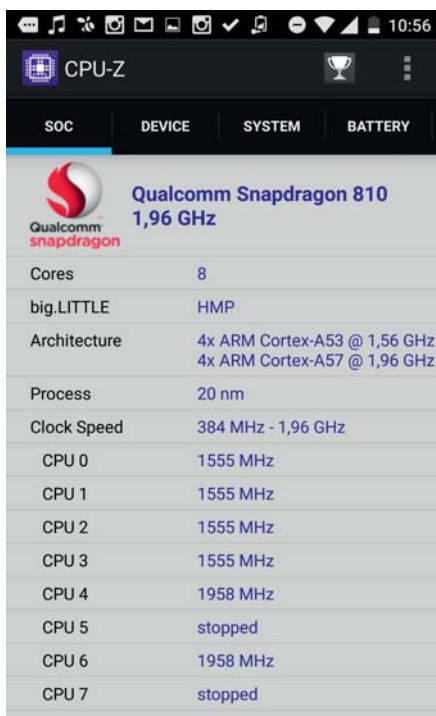 10:56
CPU-Z
SOC DEVICE SYSTEM BATTERY
Qualcomm snapdragon
Qualcomm Snapdragon 810
1,96 GHz
Cores 8
big.LITTLE HMP
Architecture 4x ARM Cortex-A53 @ 1,56 GHz
4x ARM Cortex-A57 @ 1,96 GHz
Process 20 nm
Clock Speed 384 MHz - 1,96 GHz
CPU 0 1555 MHz
CPU 1 1555 MHz
CPU 2 1555 MHz
CPU 3 1555 MHz
CPU 4 1958 MHz
CPU 5 stopped
CPU 6 1958 MHz
CPU 7 stopped